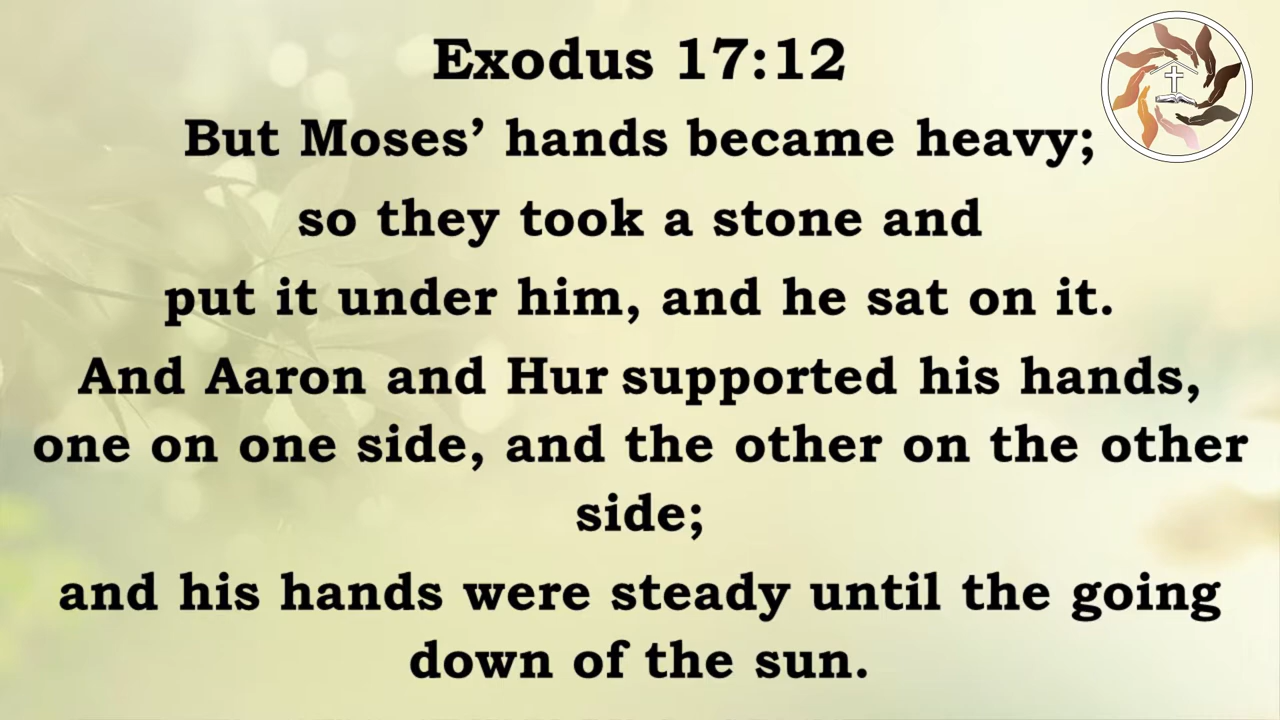 Exodus 17:12
But Moses’ hands became heavy;
so they took a stone and
put it under him, and he sat on it.
And Aaron and Hur supported his hands,
one on one side, and the other on the other
side;
and his hands were steady until the going
down of the sun.